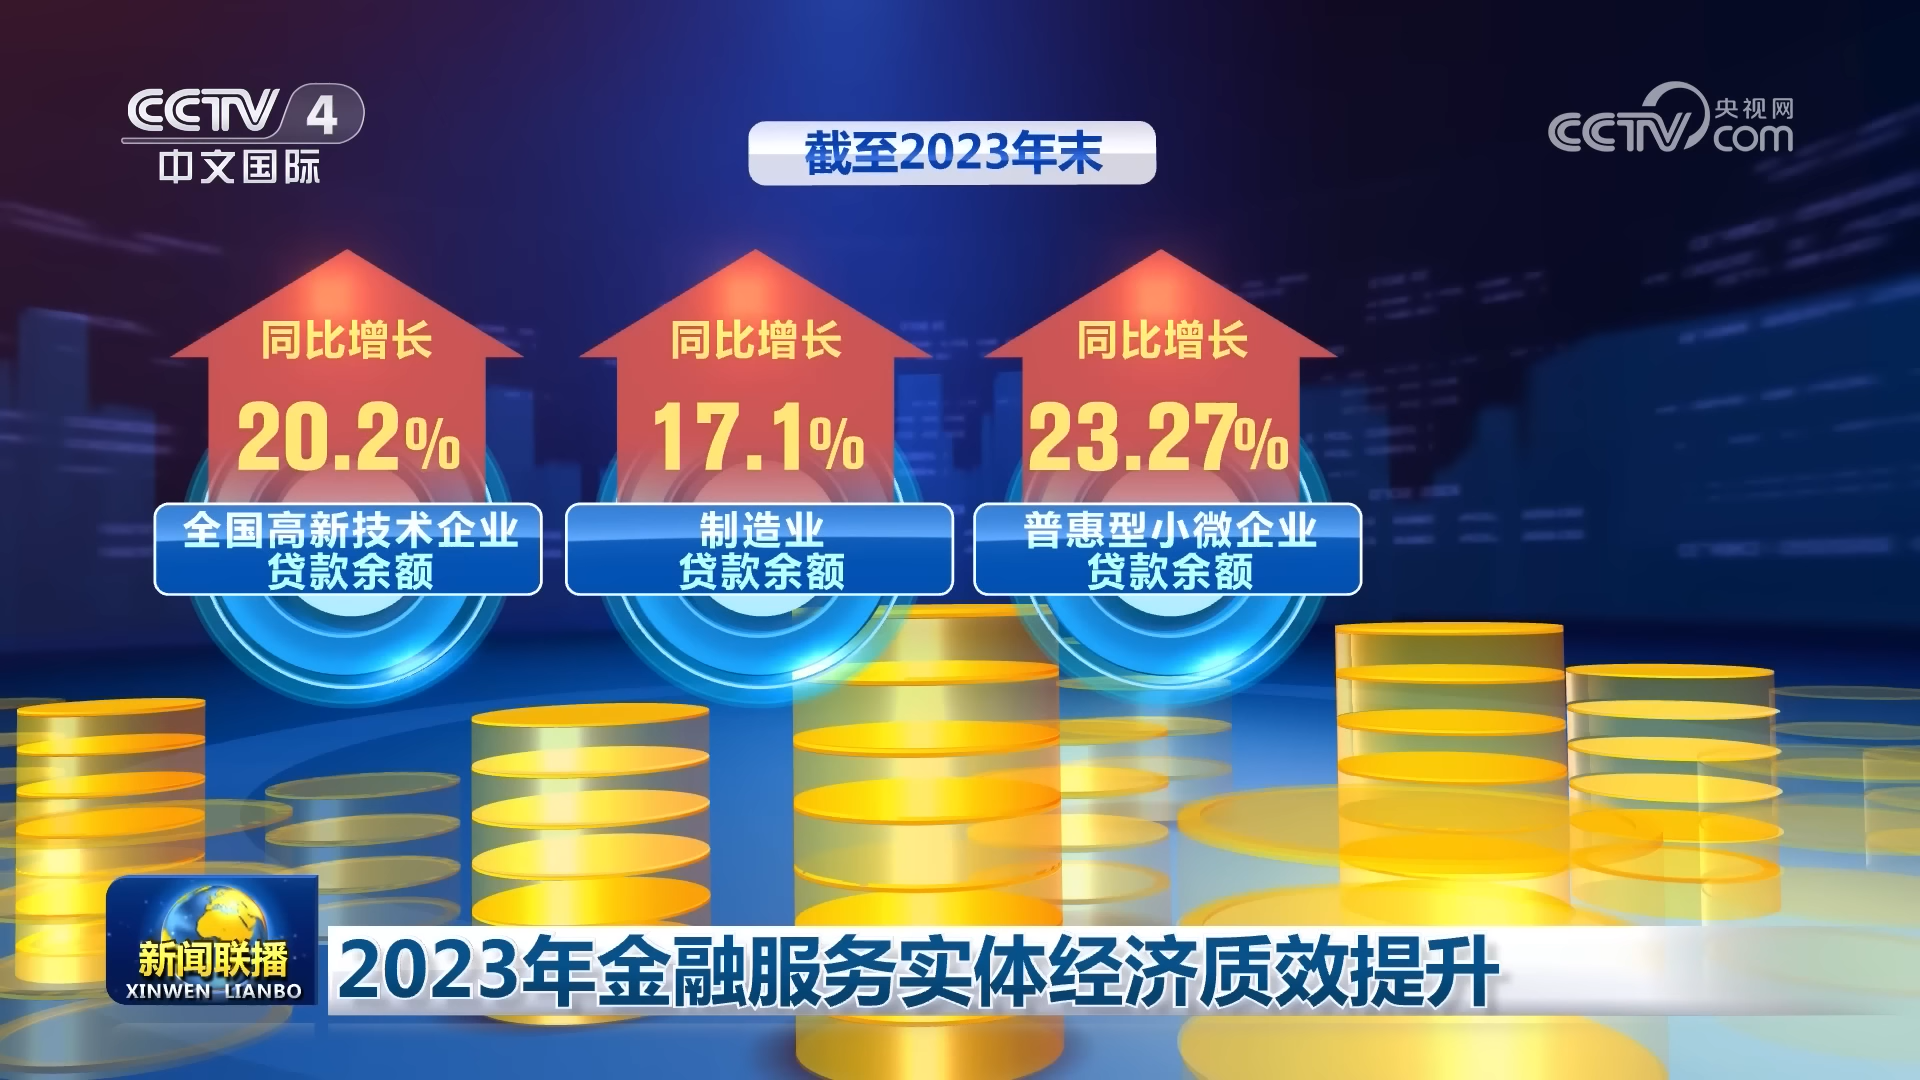 CCTV 4
中文国际
央视网
CCTV com
截至2023年末
同比增长
20.2%
全国高新技术企业
贷款余额
同比增长
17.1%
制造业
贷款余额
同比增长
23.27%
普惠型小微企业
贷款余额
新闻联播
XINWEN LIANBO
2023年金融服务实体经济质效提升